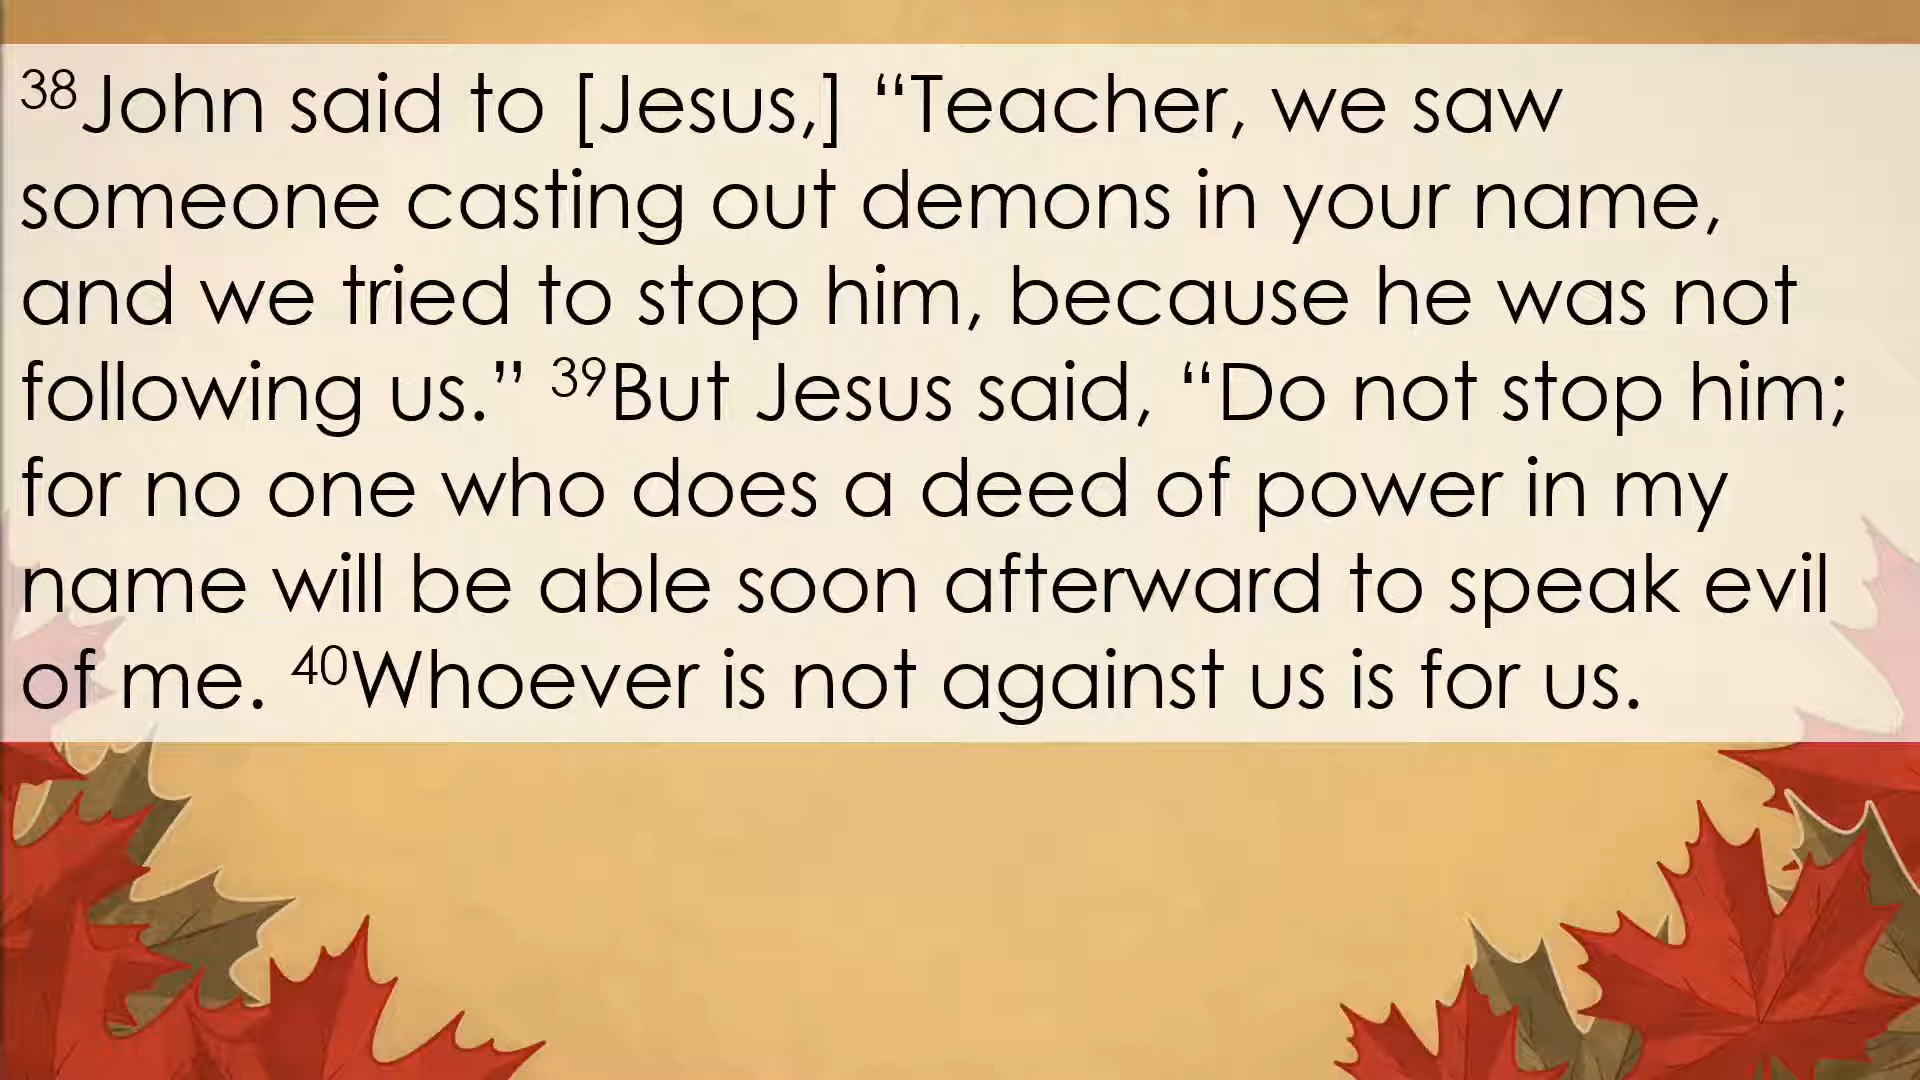 ³⁸John said to [Jesus,] “Teacher, we saw
someone casting out demons in your name,
and we tried to stop him, because he was not
following us.” ³⁹But Jesus said, “Do not stop him;
for no one who does a deed of power in my
name will be able soon afterward to speak evil
of me. ⁴⁰Whoever is not against us is for us.